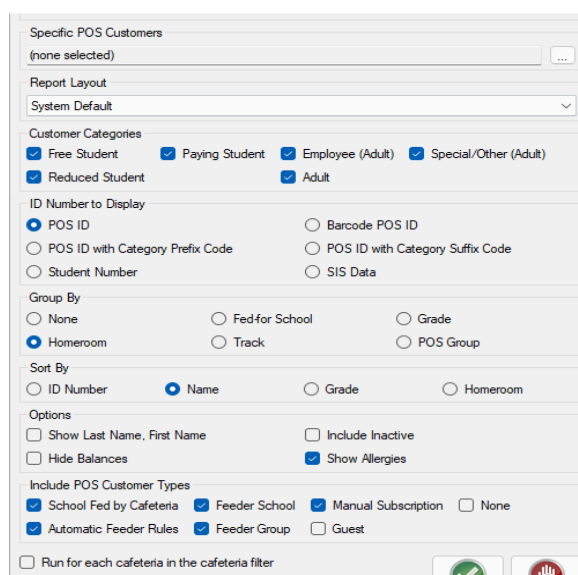 Specific POS Customers
(none selected)
...
Report Layout
System Default
Customer Categories
Free Student Paying Student Employee (Adult) Special/Other (Adult)
Reduced Student Adult
ID Number to Display
POS ID Barcode POS ID
POS ID with Category Prefix Code POS ID with Category Suffix Code
Student Number SIS Data
Group By
None Fed-for School Grade
Homeroom Track POS Group
Sort By
ID Number Name Grade Homeroom
Options
Show Last Name, First Name Include Inactive
Hide Balances Show Allergies
Include POS Customer Types
School Fed by Cafeteria Feeder School Manual Subscription None
Automatic Feeder Rules Feeder Group Guest
Run for each cafeteria in the cafeteria filter